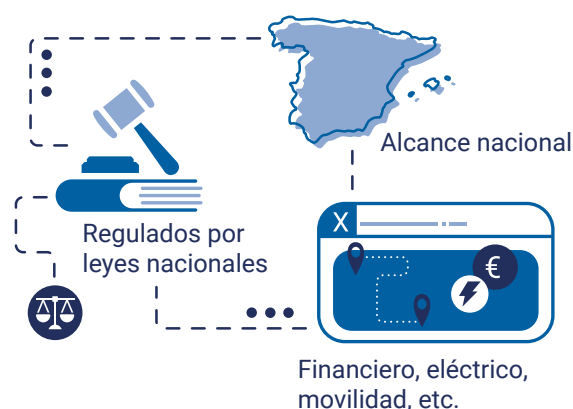 Alcance nacional
Regulados por
leyes nacionales
X
€
Financiero, eléctrico,
movilidad, etc.